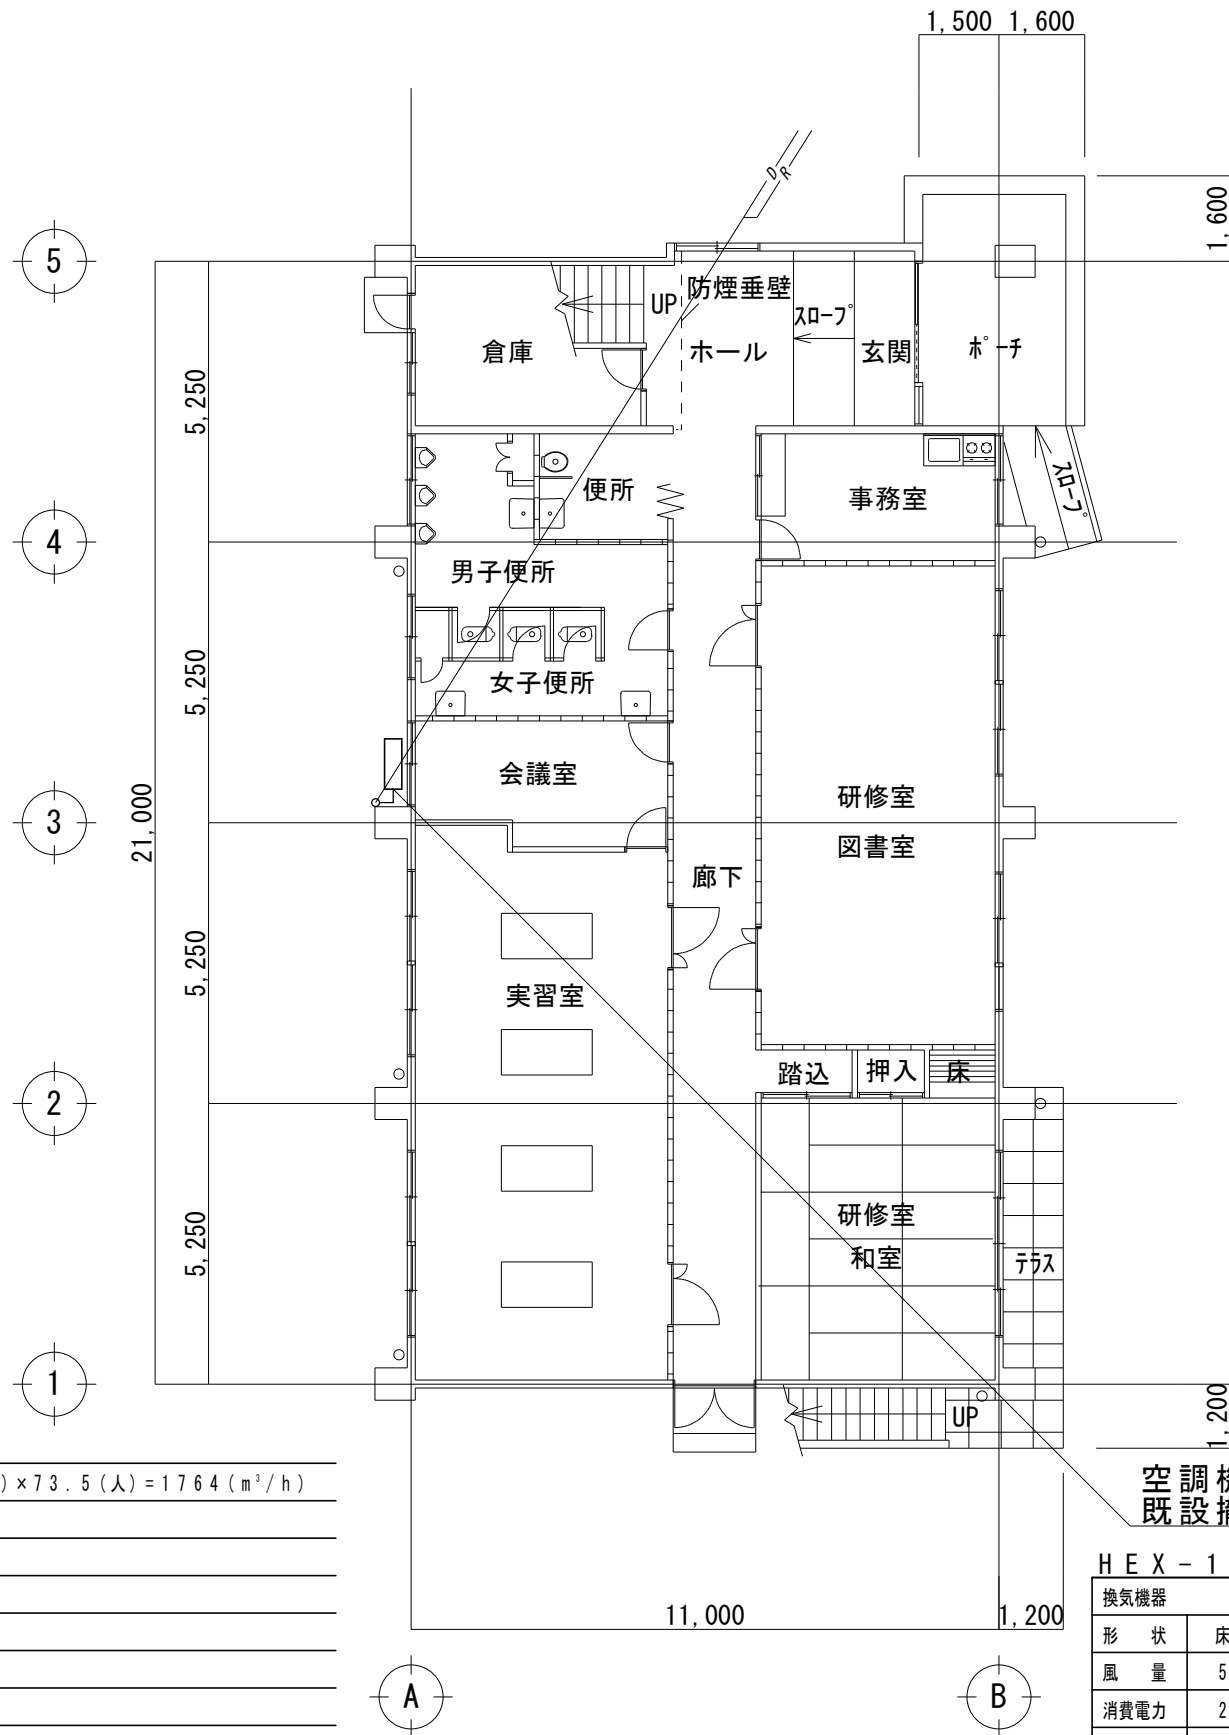 1,500 1,600
D
R
1,600
5
防煙垂壁
UP
スロープ
倉庫
ホール
玄関
ポーチ
5,250
便所
事務室
スロープ
4
男子便所
女子便所
5,250
会議室
3
21,000
研修室
図書室
廊下
5,250
実習室
踏込
押入
床
2
研修室
和室
テラス
5,250
1
UP
1,200
)×73.5(人)=1764(m³/h)
空調機
既設撤
HEX-1
換気機器
形 状 床
11,000
1,200
風 量 5
消費電力 2
A
B